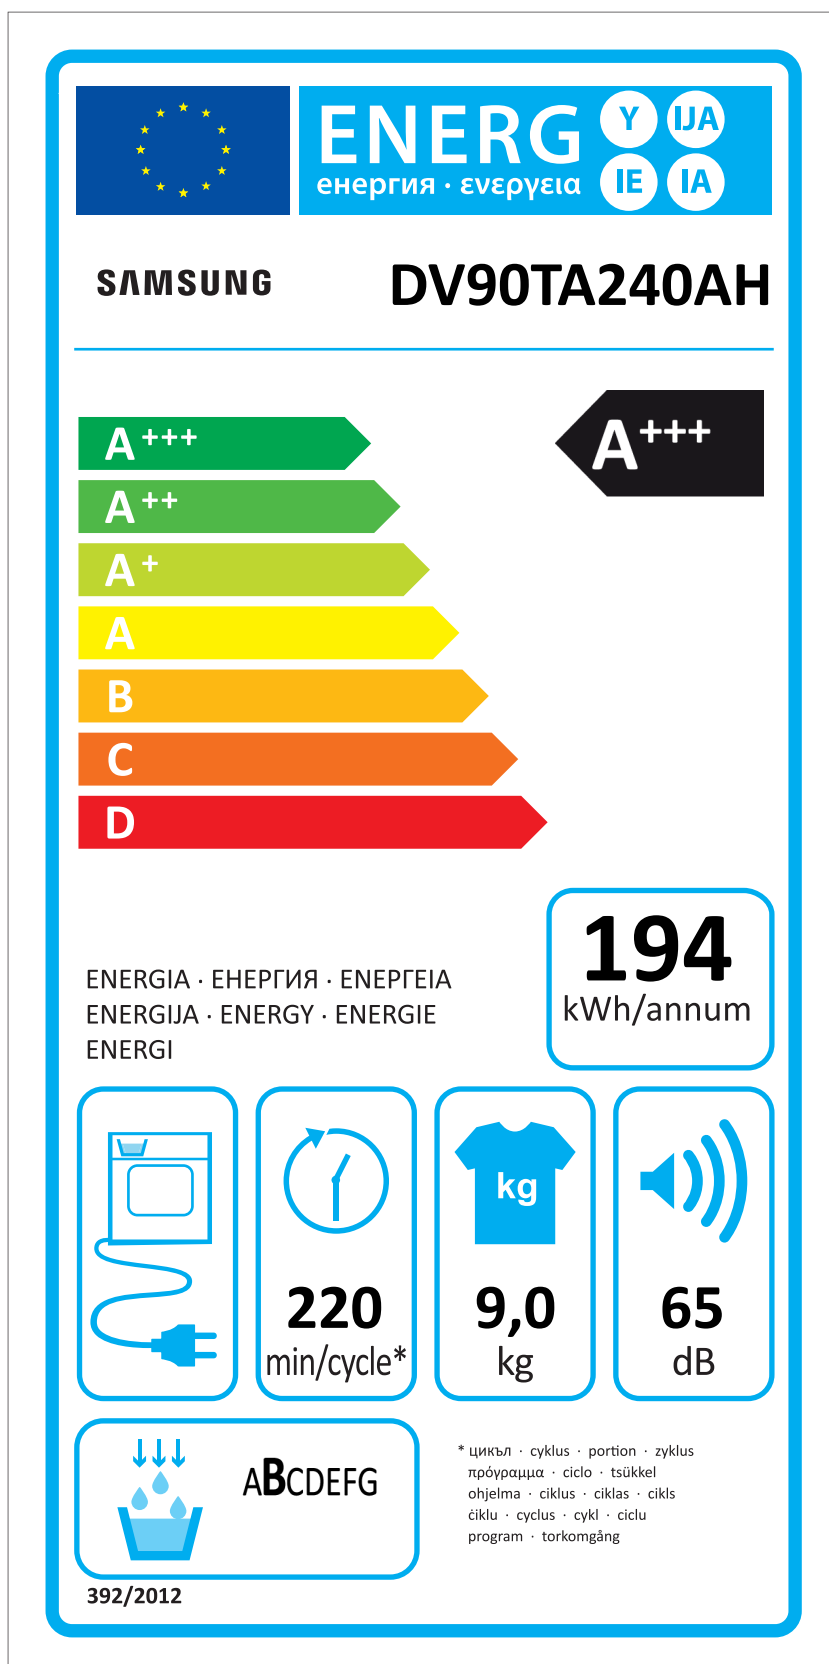 ENERG
енергия · ενεργεια
Y
IJA
IE
IA
SAMSUNG
DV90TA240AH
A+++
A+++
A++
A+
A
B
C
D
194
kWh/annum
ENERGIA · ЕНЕРГИЯ · ΕΝΕΡΓΕΙΑ
ENERGIJA · ENERGY · ENERGIE
ENERGI
220
min/cycle*
kg
9,0
kg
65
dB
ABCDEFG
* цикъл · cyklus · portion · zyklus
πρόγραμμα · ciclo · tsükkel
ohjelma · ciklus · ciklas · cikls
ċiklu · cyclus · cykl · ciclu
program · torkomgång
392/2012